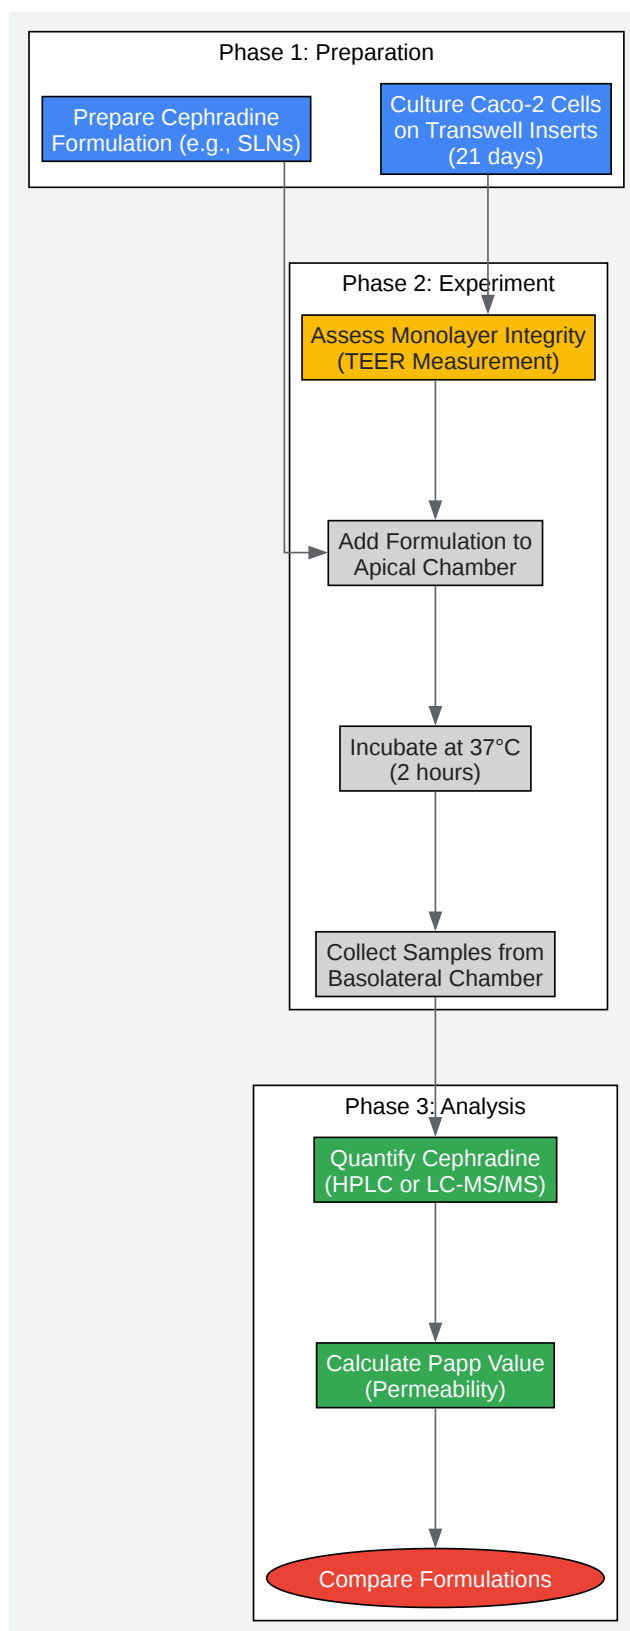 Phase 1: Preparation
Prepare Cephradine
Formulation (e.g., SLNs)
Culture Caco-2 Cells
on Transwell Inserts
(21 days)
Phase 2: Experiment
Assess Monolayer Integrity
(TEER Measurement)
Add Formulation to
Apical Chamber
Incubate at 37°C
(2 hours)
Collect Samples from
Basolateral Chamber
Phase 3: Analysis
Quantify Cephradine
(HPLC or LC-MS/MS)
Calculate Papp Value
(Permeability)
Compare Formulations